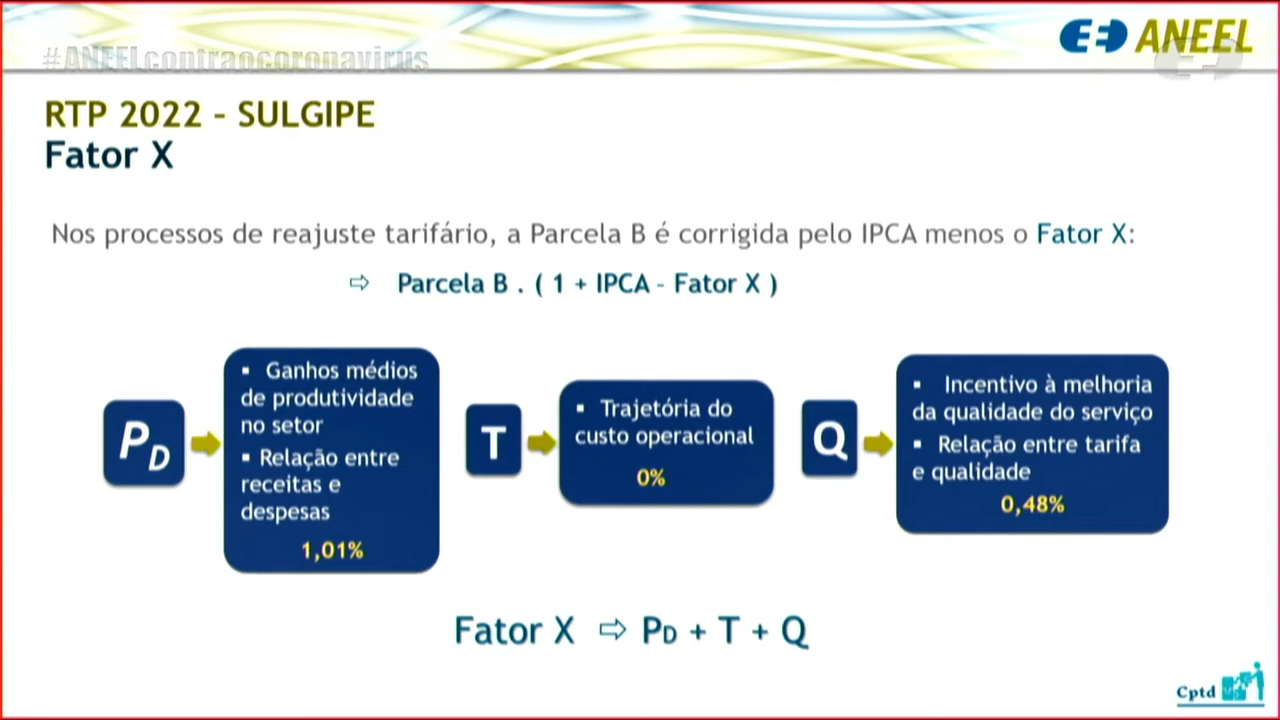 #ANEELcontraocoronavirus
ANEEL
RTP 2022 - SULGIPE
Fator X
Nos processos de reajuste tarifário, a Parcela B é corrigida pelo IPCA menos o Fator X:
⇨ Parcela B . ( 1 + IPCA - Fator X )
PD
▪ Ganhos médios
de produtividade
no setor
▪ Relação entre
receitas e
despesas
1,01%
T
▪ Trajetória do
custo operacional
0%
Q
▪ Incentivo à melhoria
da qualidade do serviço
▪ Relação entre tarifa
e qualidade
0,48%
Fator X ⇨ PD + T + Q
Cptd